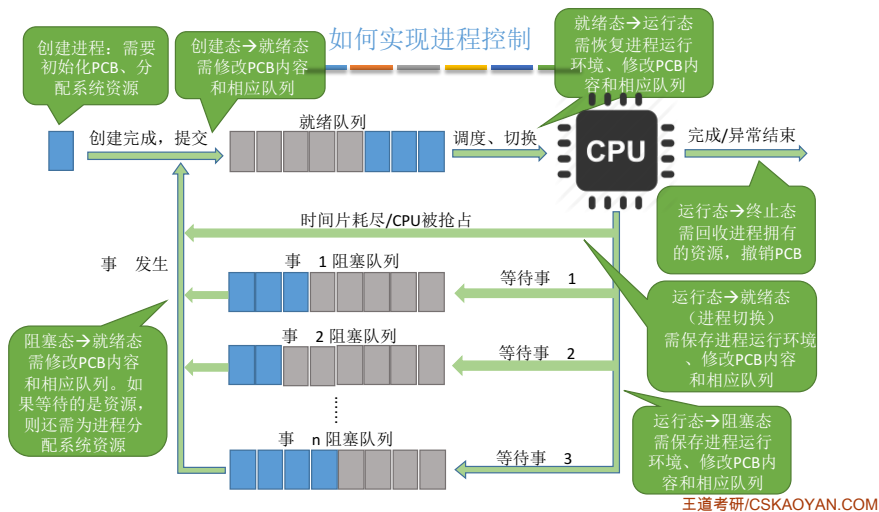 如何实现进程控制
创建进程：需要
初始化PCB、分
配系统资源
创建态→就绪态
需修改PCB内容
和相应队列
就绪态→运行态
需恢复进程运行
环境、修改PCB内
容和相应队列
创建完成，提交
就绪队列
调度、切换
CPU
完成/异常结束
运行态→终止态
需回收进程拥有
的资源，撤销PCB
时间片耗尽/CPU被抢占
事 发生
事 1 阻塞队列
等待事 1
运行态→就绪态
（进程切换）
需保存进程运行环境
、修改PCB内容
和相应队列
阻塞态→就绪态
需修改PCB内容
和相应队列。如
果等待的是资源，
则还需为进程分
配系统资源
事 2 阻塞队列
等待事 2
......
运行态→阻塞态
需保存进程运行
环境、修改PCB内
容和相应队列
事 n 阻塞队列
等待事 3
王道考研/CSKAOYAN.COM